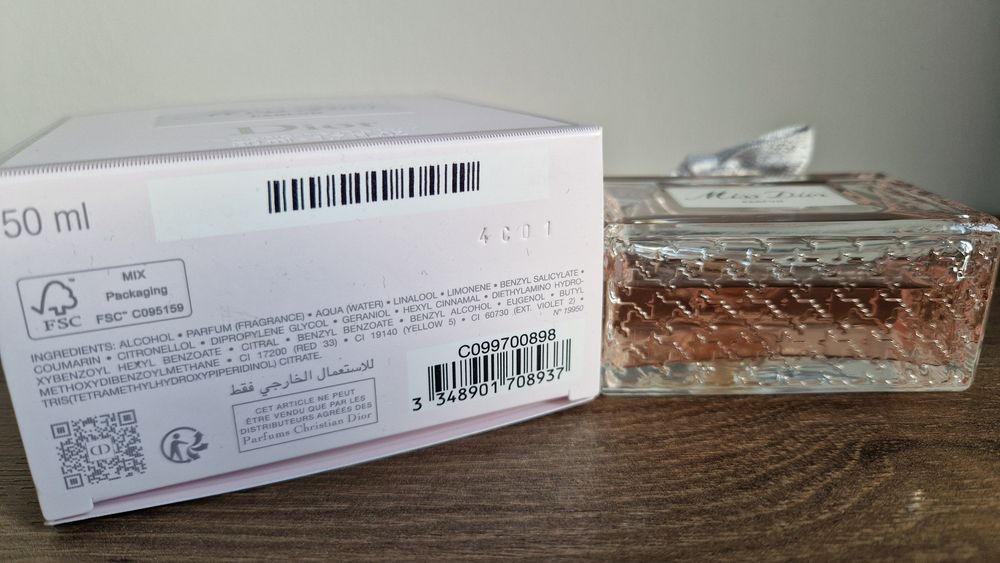 Dior
50 ml
4C01
MIX
Packaging
FSC™ C095159
FSC
INGREDIENTS: ALCOHOL • PARFUM (FRAGRANCE) • AQUA (WATER) • LINALOOL • LIMONENE • BENZYL SALICYLATE •
COUMARIN • CITRONELLOL • DIPROPYLENE GLYCOL • GERANIOL • HEXYL CINNAMAL • DIETHYLAMINO HYDRO-
XYBENZOYL HEXYL BENZOATE • CITRAL • BENZYL BENZOATE • BENZYL ALCOHOL • EUGENOL • BUTYL
METHOXYDIBENZOYLMETHANE • CI 17200 (RED 33) • CI 19140 (YELLOW 5) • CI 60730 (EXT. VIOLET 2) •
TRIS(TETRAMETHYLHYDROXYPIPERIDINOL) CITRATE. N° 19950
للاستعمال الخارجي فقط
CET ARTICLE NE PEUT
ÊTRE VENDU QUE PAR LES
DISTRIBUTEURS AGRÉÉS DES
Parfums Christian Dior
C099700898
3 348901 708937
CD
Miss Dior
PARFUM